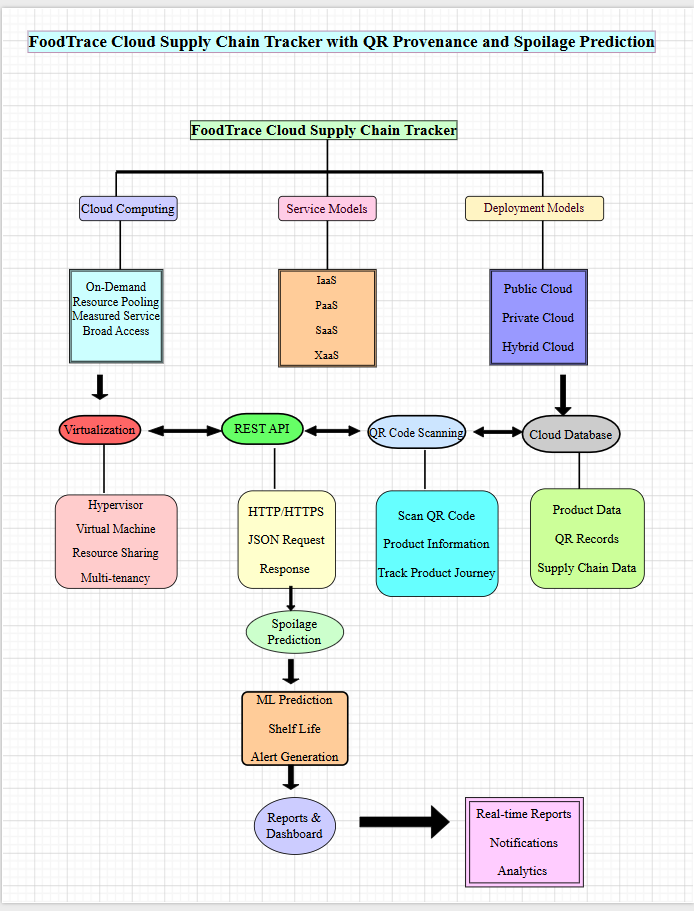 FoodTrace Cloud Supply Chain Tracker with QR Provenance and Spoilage Prediction
FoodTrace Cloud Supply Chain Tracker
Cloud Computing
Service Models
Deployment Models
On-Demand
Resource Pooling
Measured Service
Broad Access
IaaS
PaaS
SaaS
XaaS
Public Cloud
Private Cloud
Hybrid Cloud
Virtualization
REST API
QR Code Scanning
Cloud Database
Hypervisor
Virtual Machine
Resource Sharing
Multi-tenancy
HTTP/HTTPS
JSON Request
Response
Scan QR Code
Product Information
Track Product Journey
Product Data
QR Records
Supply Chain Data
Spoilage
Prediction
ML Prediction
Shelf Life
Alert Generation
Reports &
Dashboard
Real-time Reports
Notifications
Analytics